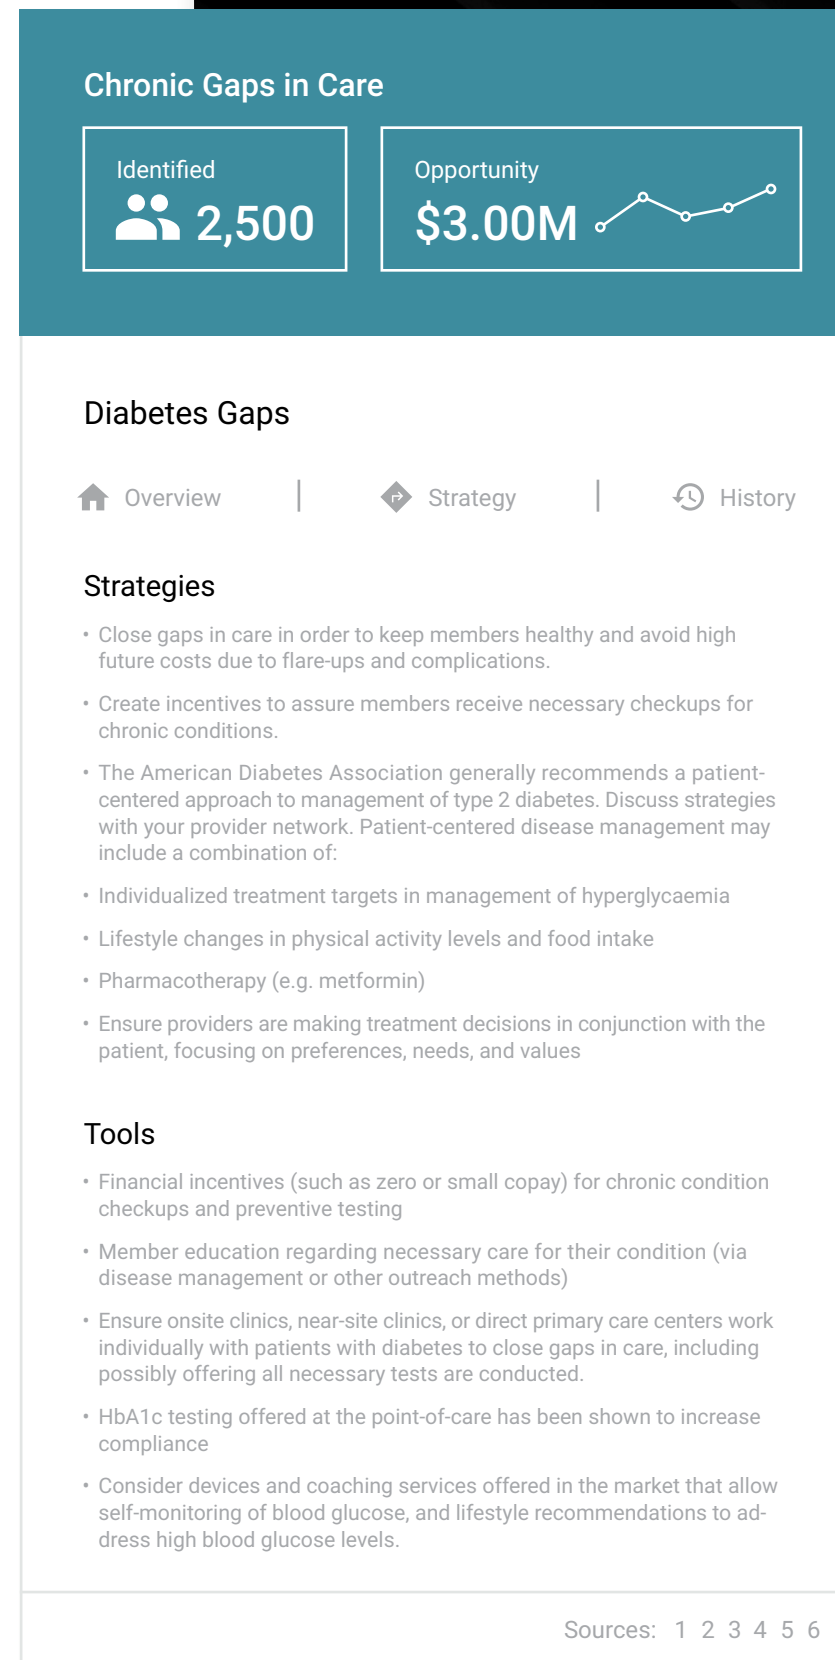 Chronic Gaps in Care
Identified
2,500
Opportunity
$3.00M
Diabetes Gaps
Overview | Strategy | History
Strategies
• Close gaps in care in order to keep members healthy and avoid high
future costs due to flare-ups and complications.
• Create incentives to assure members receive necessary checkups for
chronic conditions.
• The American Diabetes Association generally recommends a patient-
centered approach to management of type 2 diabetes. Discuss strategies
with your provider network. Patient-centered disease management may
include a combination of:
• Individualized treatment targets in management of hyperglycaemia
• Lifestyle changes in physical activity levels and food intake
• Pharmacotherapy (e.g. metformin)
• Ensure providers are making treatment decisions in conjunction with the
patient, focusing on preferences, needs, and values
Tools
• Financial incentives (such as zero or small copay) for chronic condition
checkups and preventive testing
• Member education regarding necessary care for their condition (via
disease management or other outreach methods)
• Ensure onsite clinics, near-site clinics, or direct primary care centers work
individually with patients with diabetes to close gaps in care, including
possibly offering all necessary tests are conducted.
• HbA1c testing offered at the point-of-care has been shown to increase
compliance
• Consider devices and coaching services offered in the market that allow
self-monitoring of blood glucose, and lifestyle recommendations to ad-
dress high blood glucose levels.
Sources: 1 2 3 4 5 6